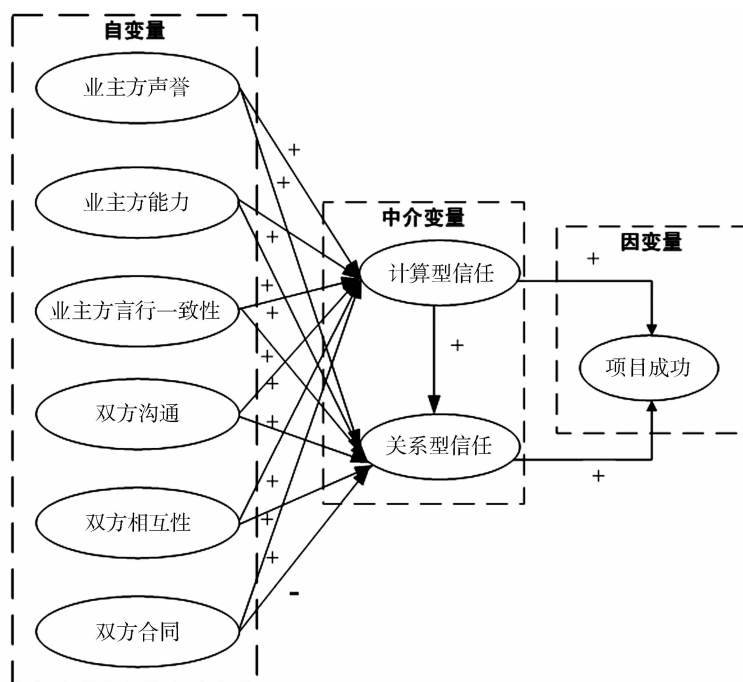 自变量
业主方声誉
+
+
业主方能力
中介变量
+
因变量
计算型信任
+
业主方言行一致性
+
+
+
+
项目成功
双方沟通
+
+
关系型信任
+
+
双方相互性
+
+
-
双方合同